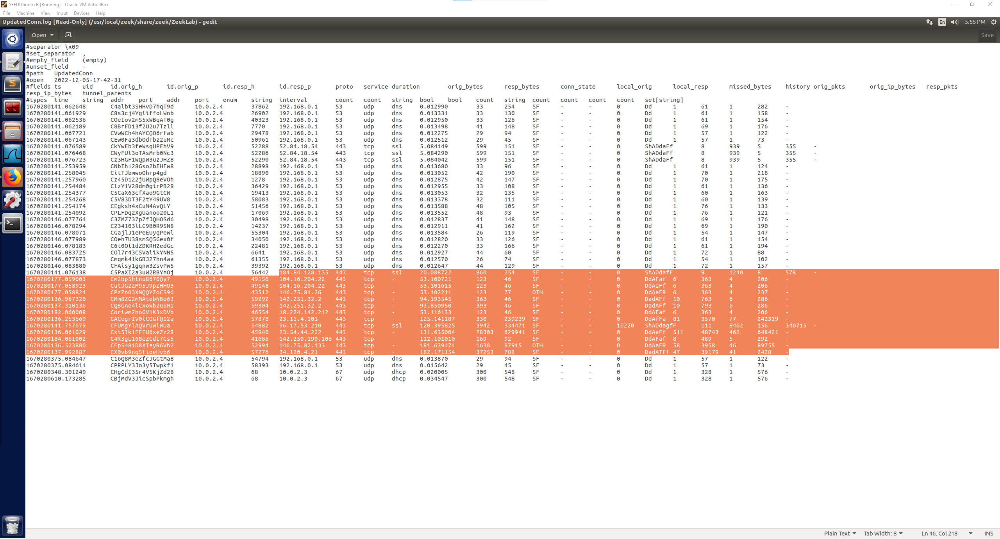 SEEDUbuntu B [Running] - Oracle VM VirtualBox
File Machine View Input Devices Help
UpdatedConn.log [Read-Only] (/usr/local/zeek/share/zeek/ZeekLab) - gedit En 5:55 PM
Open Save
#separator \x09
#set_separator ,
#empty_field (empty)
#unset_field -
#path UpdatedConn
#open 2022-12-05-17-42-31
#fields ts uid id.orig_h id.orig_p id.resp_h id.resp_p proto service duration orig_bytes resp_bytes conn_state local_orig local_resp missed_bytes history orig_pkts orig_ip_bytes resp_pkts
resp_ip_bytes tunnel_parents
#types time string addr port addr port enum string interval count count string bool bool count string count count count count set[string]
1670280141.062648 C4albt3SHHvD7hqT9d 10.0.2.4 37862 192.168.0.1 53 udp dns 0.012990 33 254 SF - - 0 Dd 1 61 1 282 -
1670280141.061929 C8s3cj4YgiiffoLWnb 10.0.2.4 26902 192.168.0.1 53 udp dns 0.013331 33 130 SF - - 0 Dd 1 61 1 158 -
1670280141.062536 COeIov2mS5xWBqAT0g 10.0.2.4 40323 192.168.0.1 53 udp dns 0.012950 33 126 SF - - 0 Dd 1 61 1 154 -
1670280141.062189 C8BrFD13f2U2u7Tzll 10.0.2.4 7770 192.168.0.1 53 udp dns 0.013498 41 148 SF - - 0 Dd 1 69 1 176 -
1670280141.067721 CVwWCh4hAYCQO6rfab 10.0.2.4 29478 192.168.0.1 53 udp dns 0.012275 29 94 SF - - 0 Dd 1 57 1 122 -
1670280141.067143 CEw0Fa3dbOdTbz2uMc 10.0.2.4 50961 192.168.0.1 53 udp dns 0.012512 29 45 SF - - 0 Dd 1 57 1 73 -
1670280141.076589 CkYwEb3feWsqUPEhV9 10.0.2.4 52288 52.84.18.54 443 tcp ssl 5.084149 599 151 SF - - 0 ShADdaFf 8 939 5 355 -
1670280141.076468 CWyFUl3oTAsMrb0Nc3 10.0.2.4 52286 52.84.18.54 443 tcp ssl 5.084290 599 151 SF - - 0 ShADdaFf 8 939 5 355 -
1670280141.076723 Cz3HGF1WQpW3uzJHZ8 10.0.2.4 52290 52.84.18.54 443 tcp ssl 5.084042 599 151 SF - - 0 ShADdaFf 8 939 5 355 -
1670280141.253959 CNbIh128Gso2bEHFw8 10.0.2.4 28898 192.168.0.1 53 udp dns 0.013680 33 96 SF - - 0 Dd 1 61 1 124 -
1670280141.258045 CitTJbmwoOhrp4gd 10.0.2.4 18890 192.168.0.1 53 udp dns 0.013052 42 190 SF - - 0 Dd 1 70 1 218 -
1670280141.257960 Cz45D122jUWpQ8eVOh 10.0.2.4 1278 192.168.0.1 53 udp dns 0.012875 42 147 SF - - 0 Dd 1 70 1 175 -
1670280141.254484 ClzY1V28dm0girPB28 10.0.2.4 36429 192.168.0.1 53 udp dns 0.012955 33 108 SF - - 0 Dd 1 61 1 136 -
1670280141.254377 C5CaX63cfXao9GtCW 10.0.2.4 19413 192.168.0.1 53 udp dns 0.013053 32 135 SF - - 0 Dd 1 60 1 163 -
1670280141.254268 C5V83DT3F2tY49UV8 10.0.2.4 58083 192.168.0.1 53 udp dns 0.013378 32 111 SF - - 0 Dd 1 60 1 139 -
1670280141.254174 CEgksh4xCuM4AvQLY 10.0.2.4 51456 192.168.0.1 53 udp dns 0.013588 48 105 SF - - 0 Dd 1 76 1 133 -
1670280141.254092 CPLFDq2XgUanoo20L1 10.0.2.4 17069 192.168.0.1 53 udp dns 0.013552 48 93 SF - - 0 Dd 1 76 1 121 -
1670280146.077764 C3ZMZ737p7fJQHOSd6 10.0.2.4 30498 192.168.0.1 53 udp dns 0.012837 41 148 SF - - 0 Dd 1 69 1 176 -
1670280146.078294 C234103lLC9B0R9SN8 10.0.2.4 14237 192.168.0.1 53 udp dns 0.012911 41 162 SF - - 0 Dd 1 69 1 190 -
1670280146.078071 CGajlJ1ePeEUyqPewl 10.0.2.4 55304 192.168.0.1 53 udp dns 0.013584 26 119 SF - - 0 Dd 1 54 1 147 -
1670280146.077989 COeh7U38smSQ5Gex0f 10.0.2.4 34050 192.168.0.1 53 udp dns 0.012820 33 126 SF - - 0 Dd 1 61 1 154 -
1670280146.078183 C6t0Ot1dZDKRH2edGc 10.0.2.4 22481 192.168.0.1 53 udp dns 0.012270 33 166 SF - - 0 Dd 1 61 1 194 -
1670280146.083725 COl7r43C5VaiikYNN5 10.0.2.4 6641 192.168.0.1 53 udp dns 0.012927 44 60 SF - - 0 Dd 1 72 1 88 -
1670280146.077873 Cmqmk41kGBJ27hn4aa 10.0.2.4 61355 192.168.0.1 53 udp dns 0.012570 26 74 SF - - 0 Dd 1 54 1 102 -
1670280146.083880 CFAisy1gqnw3ZsvPw5 10.0.2.4 39392 192.168.0.1 53 udp dns 0.012647 44 129 SF - - 0 Dd 1 72 1 157 -
1670280141.076138 C5PaXI2a3uW2RBYnOj 10.0.2.4 56442 184.84.128.135 443 tcp ssl 20.088722 860 254 SF - - 0 ShADdafF 9 1240 8 578 -
1670280177.059003 Cm2bp5htnu8670Qy7 10.0.2.4 49150 104.16.204.22 443 tcp - 53.100721 123 46 SF - - 0 DdAFaf 6 363 4 206 -
1670280177.058923 CutJG22M95J9pZHHO3 10.0.2.4 49148 104.16.204.22 443 tcp - 53.101615 123 46 SF - - 0 DdAaFf 6 363 4 206 -
1670280177.058824 CPzZn03XNQQYZoCS96 10.0.2.4 43512 146.75.81.26 443 tcp - 53.102211 123 77 OTH - - 0 DdAaFR 6 363 4 237 -
1670280136.967320 CMm8ZG2mMAtebNBo63 10.0.2.4 59292 142.251.32.2 443 tcp - 94.193545 363 46 SF - - 0 DadAFf 10 763 6 286 -
1670280137.310136 CQBGAo4lCxoWb2u6M1 10.0.2.4 59304 142.251.32.2 443 tcp - 93.850950 393 46 SF - - 0 DadAFf 10 793 6 286 -
1670280182.060008 Coriwm2hoGV1K3xDVb 10.0.2.4 46554 18.224.142.212 443 tcp - 53.116133 123 46 SF - - 0 DdAFaf 6 363 4 206 -
1670280136.253569 CACegr1V0iCOGfQ12a 10.0.2.4 57878 23.11.4.101 443 tcp - 125.141187 330 239239 SF - - 0 DdAfFa 81 3570 77 242319 -
1670280141.757679 CFUmgYlAQVrUwlWUa 10.0.2.4 54882 96.17.53.210 443 tcp ssl 120.395825 3942 334471 SF - - 10220 ShADdagfF 111 8402 156 340715 -
1670280136.061029 Cxt5Ik1FFEU6xeZz28 10.0.2.4 45940 23.54.44.222 443 tcp - 131.635004 28303 629941 SF - - 0 DdAaFf 511 48743 462 648421 -
1670280184.061002 C4R3gL168eZCdI7Gs5 10.0.2.4 41686 142.250.190.106 443 tcp - 112.101010 169 92 SF - - 0 DdAFaf 8 489 5 292 -
1670280136.523880 CFpS481D8XTayR6Vb2 10.0.2.4 52994 146.75.82.133 443 tcp - 181.639474 1638 87915 OTH - - 0 DdAaFR 58 3958 46 89755 -
1670280137.992887 CX0vb9nq5fioeHvb6 10.0.2.4 57276 34.120.4.21 443 tcp - 182.171154 37253 788 SF - - 0 DadATFf 47 39179 41 2428 -
1670280375.084647 C16Q8M3eZfcJGGtMa8 10.0.2.4 54794 192.168.0.1 53 udp dns 0.013870 29 94 SF - - 0 Dd 1 57 1 122 -
1670280375.084611 CPRPLY3Jo3y5Twpkf1 10.0.2.4 58393 192.168.0.1 53 udp dns 0.015642 29 45 SF - - 0 Dd 1 57 1 73 -
1670280348.301249 CHgCdI35r4V5KjZd28 10.0.2.4 68 10.0.2.3 67 udp dhcp 0.020005 300 548 SF - - 0 Dd 1 328 1 576 -
1670280610.173285 CBjMdV3JicSpbPkmgh 10.0.2.4 68 10.0.2.3 67 udp dhcp 0.034547 300 548 SF - - 0 Dd 1 328 1 576 -
Plain Text Tab Width: 8 Ln 46, Col 218 INS